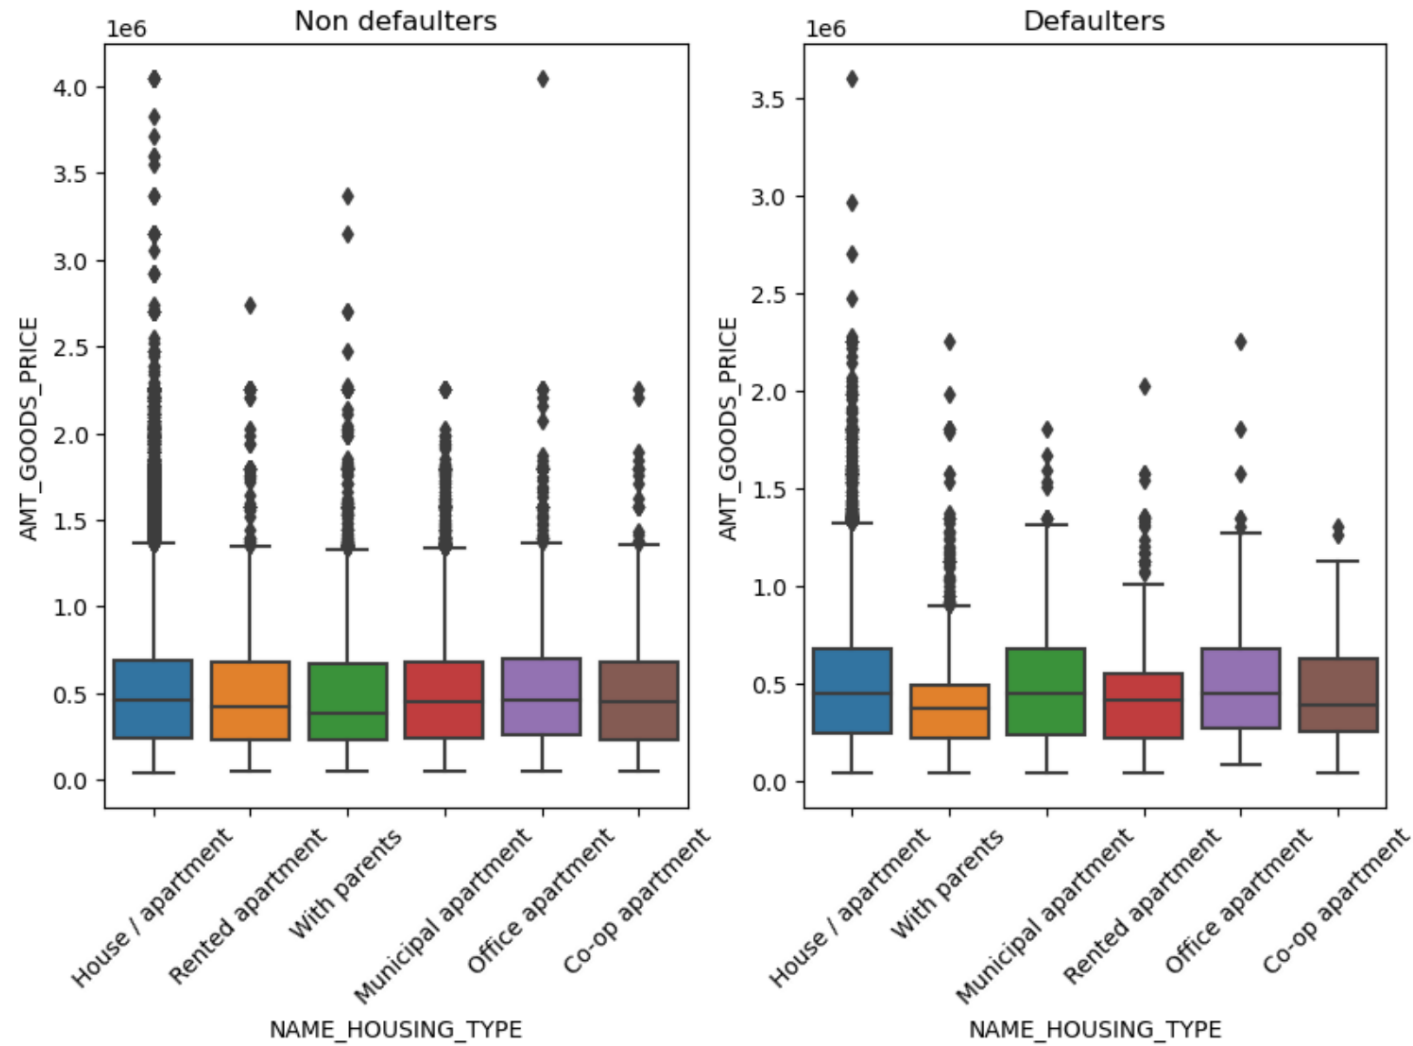 Non defaulters
1e6
4.0
3.5
3.0
2.5
2.0
1.5
1.0
0.5
0.0
AMT_GOODS_PRICE
House / apartment
Rented apartment
With parents
Municipal apartment
Office apartment
Co-op apartment
NAME_HOUSING_TYPE
Defaulters
1e6
3.5
3.0
2.5
2.0
1.5
1.0
0.5
0.0
AMT_GOODS_PRICE
House / apartment
With parents
Municipal apartment
Rented apartment
Office apartment
Co-op apartment
NAME_HOUSING_TYPE